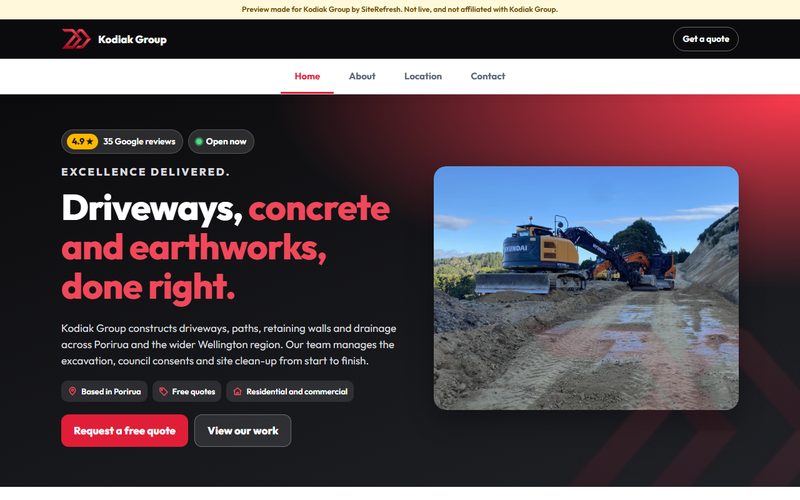 Preview made for Kodiak Group by SiteRefresh. Not live, and not affiliated with Kodiak Group.
Kodiak Group
Get a quote
Home
About
Location
Contact
4.9 ★
35 Google reviews
Open now
EXCELLENCE DELIVERED.
Driveways, concrete
and earthworks,
done right.
Kodiak Group constructs driveways, paths, retaining walls and drainage
across Porirua and the wider Wellington region. Our team manages the
excavation, council consents and site clean-up from start to finish.
Based in Porirua
Free quotes
Residential and commercial
Request a free quote
View our work
HYUNDAI